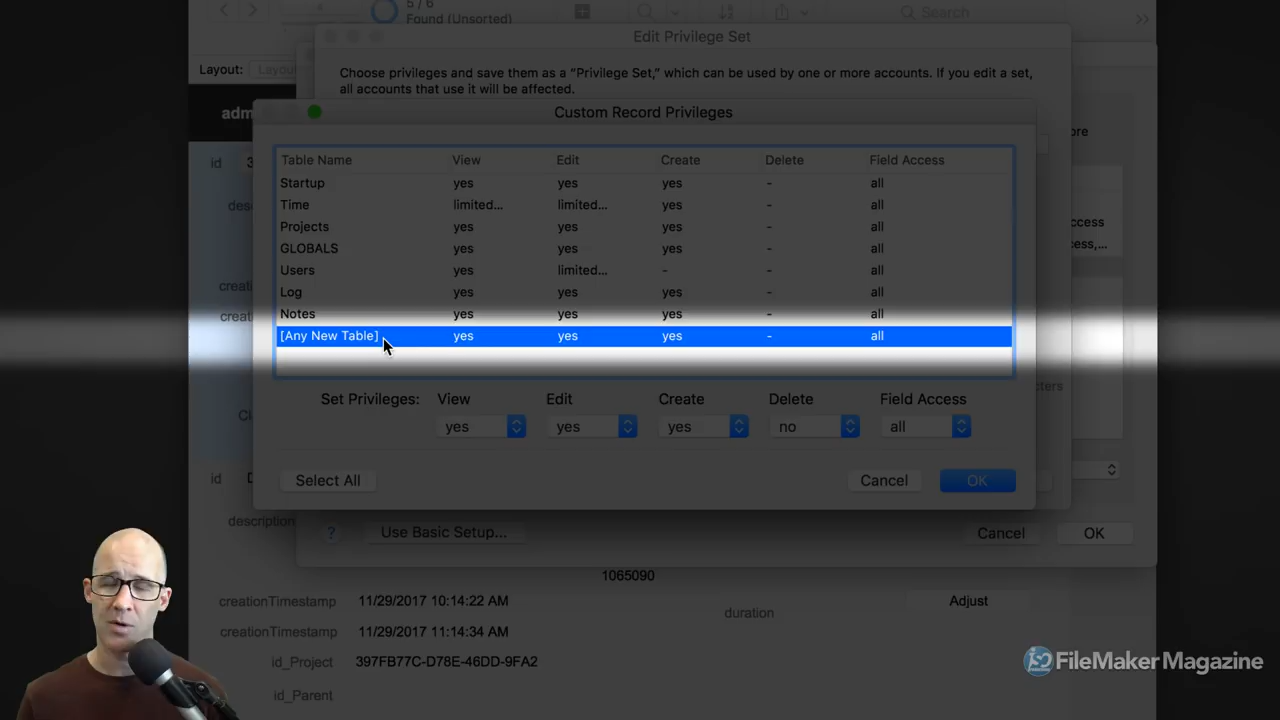 5 / 6
Found (Unsorted)
Search
Edit Privilege Set
Layout:
Choose privileges and save them as a “Privilege Set,” which can be used by one or more accounts. If you edit a set,
all accounts that use it will be affected.
Custom Record Privileges
Table Name View Edit Create Delete Field Access
Startup yes yes yes - all
Time limited... limited... yes - all
Projects yes yes yes - all
GLOBALS yes yes yes - all
Users yes limited... - - all
Log yes yes yes - all
Notes yes yes yes - all
[Any New Table] yes yes yes - all
Set Privileges: View Edit Create Delete Field Access
yes yes yes no all
Select All Cancel OK
id
id
description
? Use Basic Setup... Cancel OK
1065090
creationTimestamp 11/29/2017 10:14:22 AM
duration Adjust
creationTimestamp 11/29/2017 11:14:34 AM
id_Project 397FB77C-D78E-46DD-9FA2
id_Parent
iso FileMaker Magazine